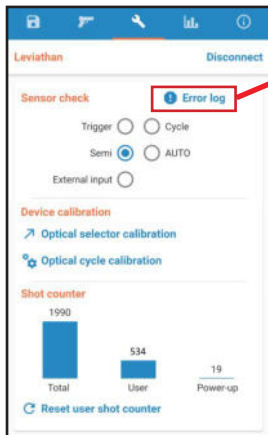 Leviathan Disconnect
Sensor check Error log
Trigger Cycle
Semi AUTO
External input
Device calibration
Optical selector calibration
Optical cycle calibration
Shot counter
1990
534
19
Total User Power-up
Reset user shot counter